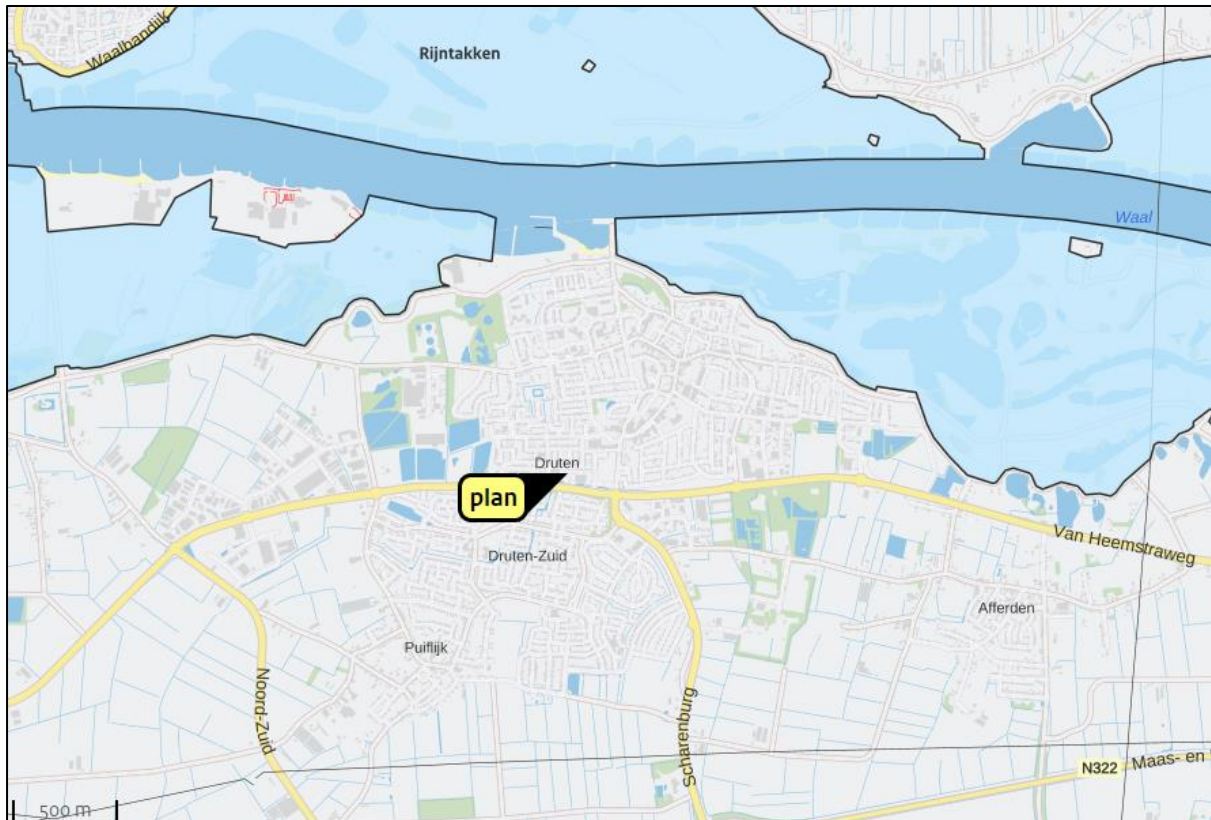 Waalbandijk
Rijntakken
Waal
Druten
plan
Van Heemstraweg
Druten-Zuid
Afferden
Puiflijk
Noord-Zuid
Scharenburg
N322
Maas- en
500 m